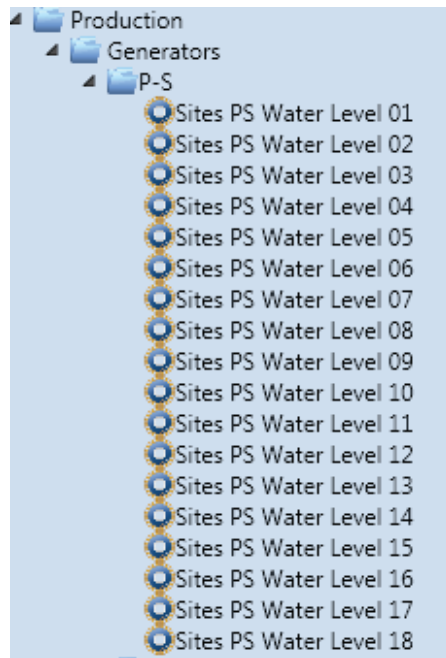 Production
Generators
P-S
Sites PS Water Level 01
Sites PS Water Level 02
Sites PS Water Level 03
Sites PS Water Level 04
Sites PS Water Level 05
Sites PS Water Level 06
Sites PS Water Level 07
Sites PS Water Level 08
Sites PS Water Level 09
Sites PS Water Level 10
Sites PS Water Level 11
Sites PS Water Level 12
Sites PS Water Level 13
Sites PS Water Level 14
Sites PS Water Level 15
Sites PS Water Level 16
Sites PS Water Level 17
Sites PS Water Level 18